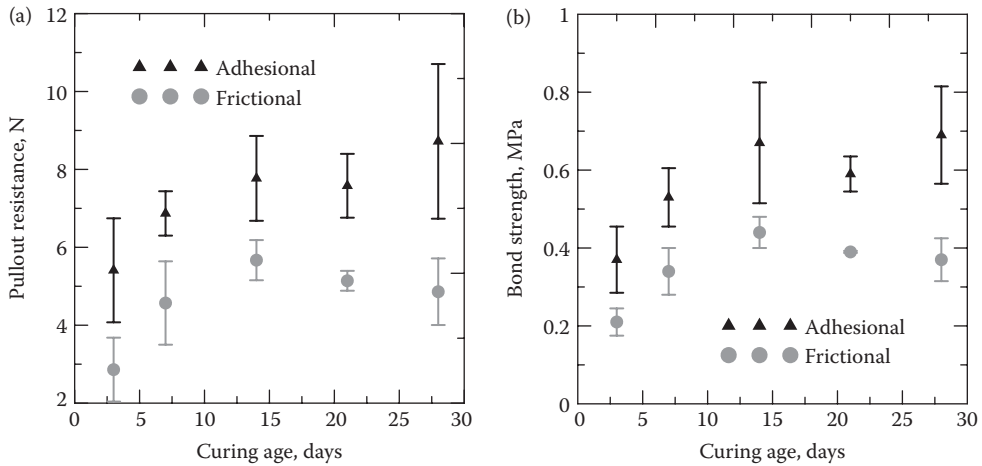 (a)
12
10
8
6
4
2
Pullout resistance, N
Adhesional
Frictional
0 5 10 15 20 25 30
Curing age, days
(b)
1
0.8
0.6
0.4
0.2
0
Bond strength, MPa
Adhesional
Frictional
0 5 10 15 20 25 30
Curing age, days